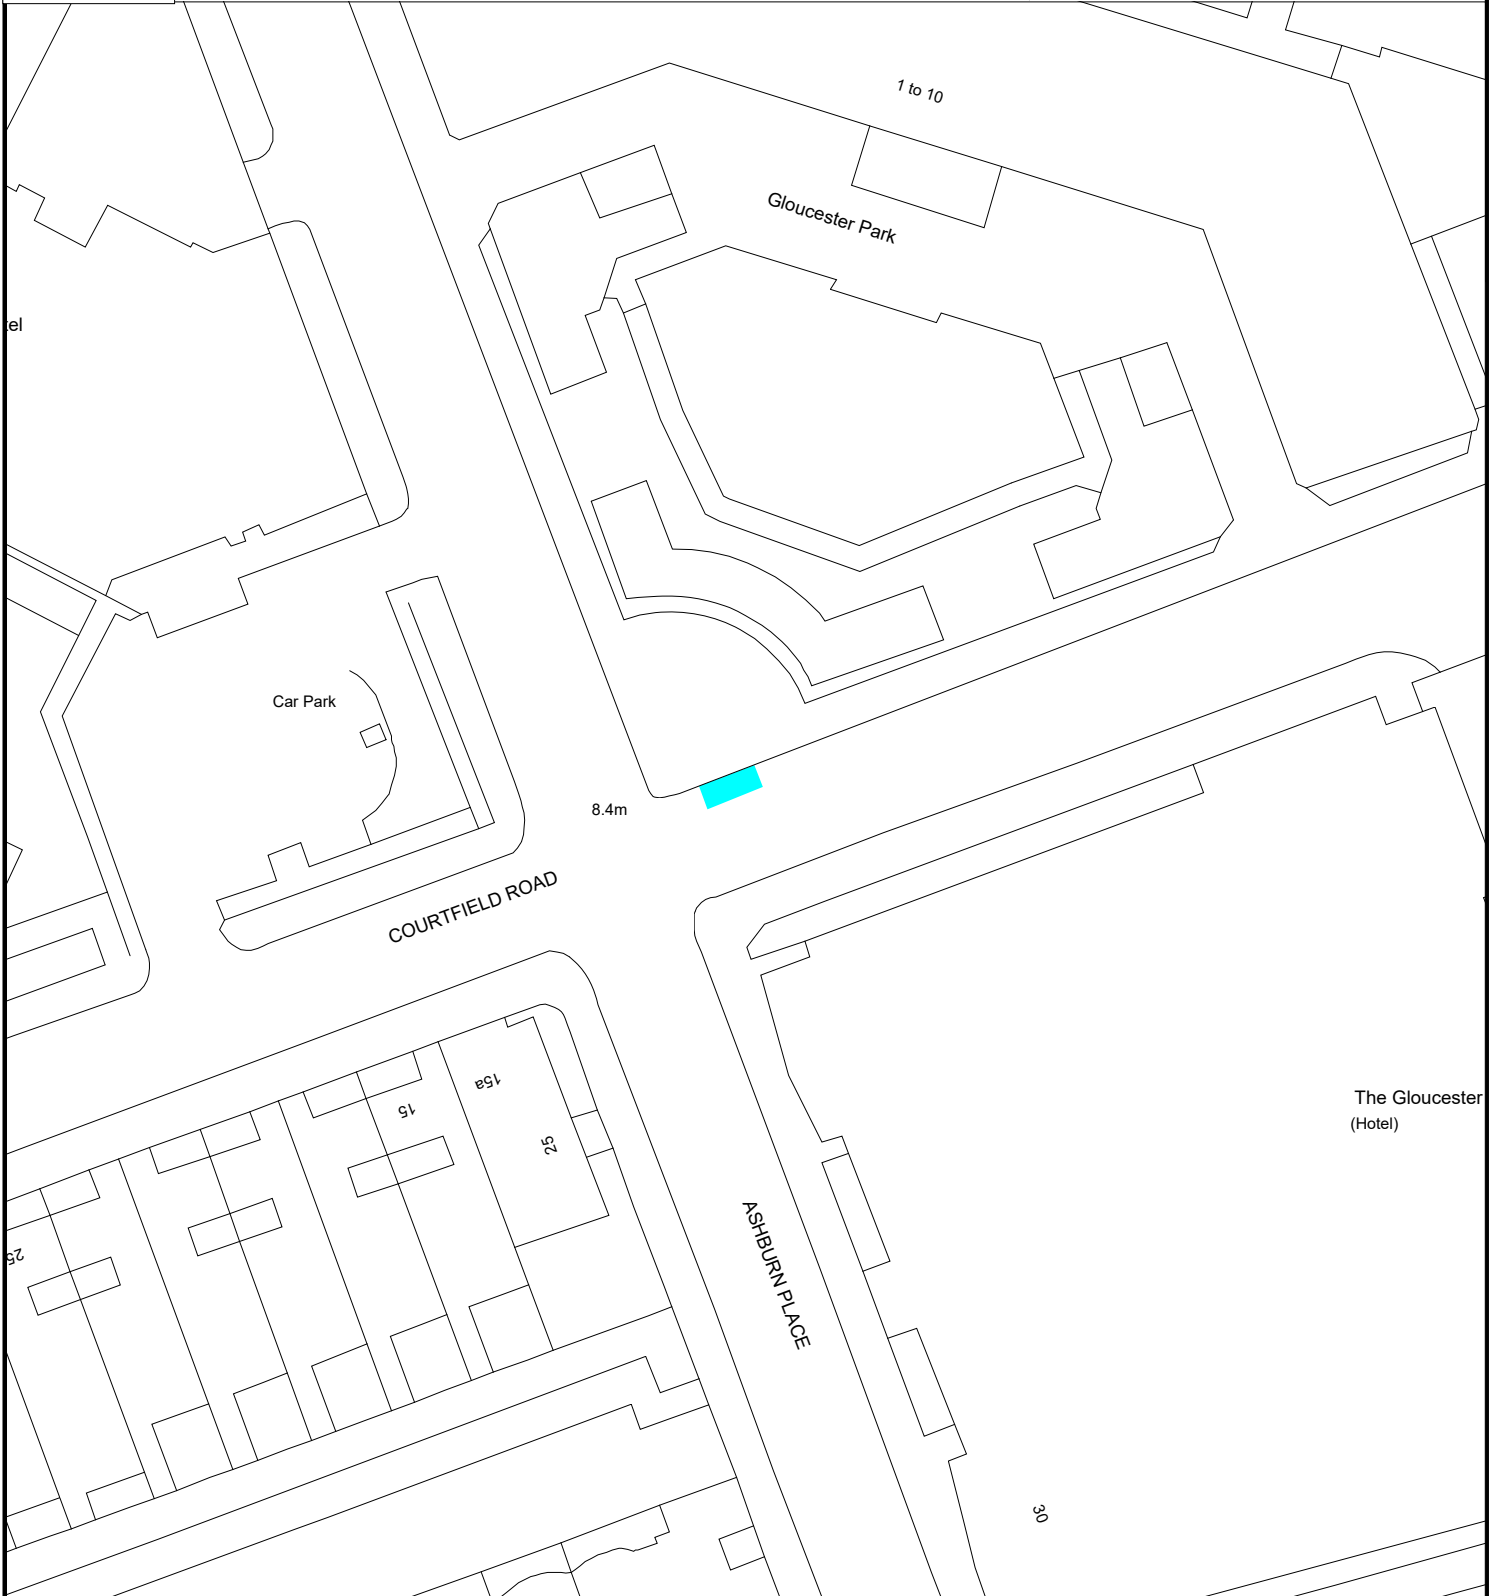 1 to 10
Gloucester Park
tel
Car Park
8.4m
COURTFIELD ROAD
15a
15
25
The Gloucester
(Hotel)
ASHBURN PLACE
25
30